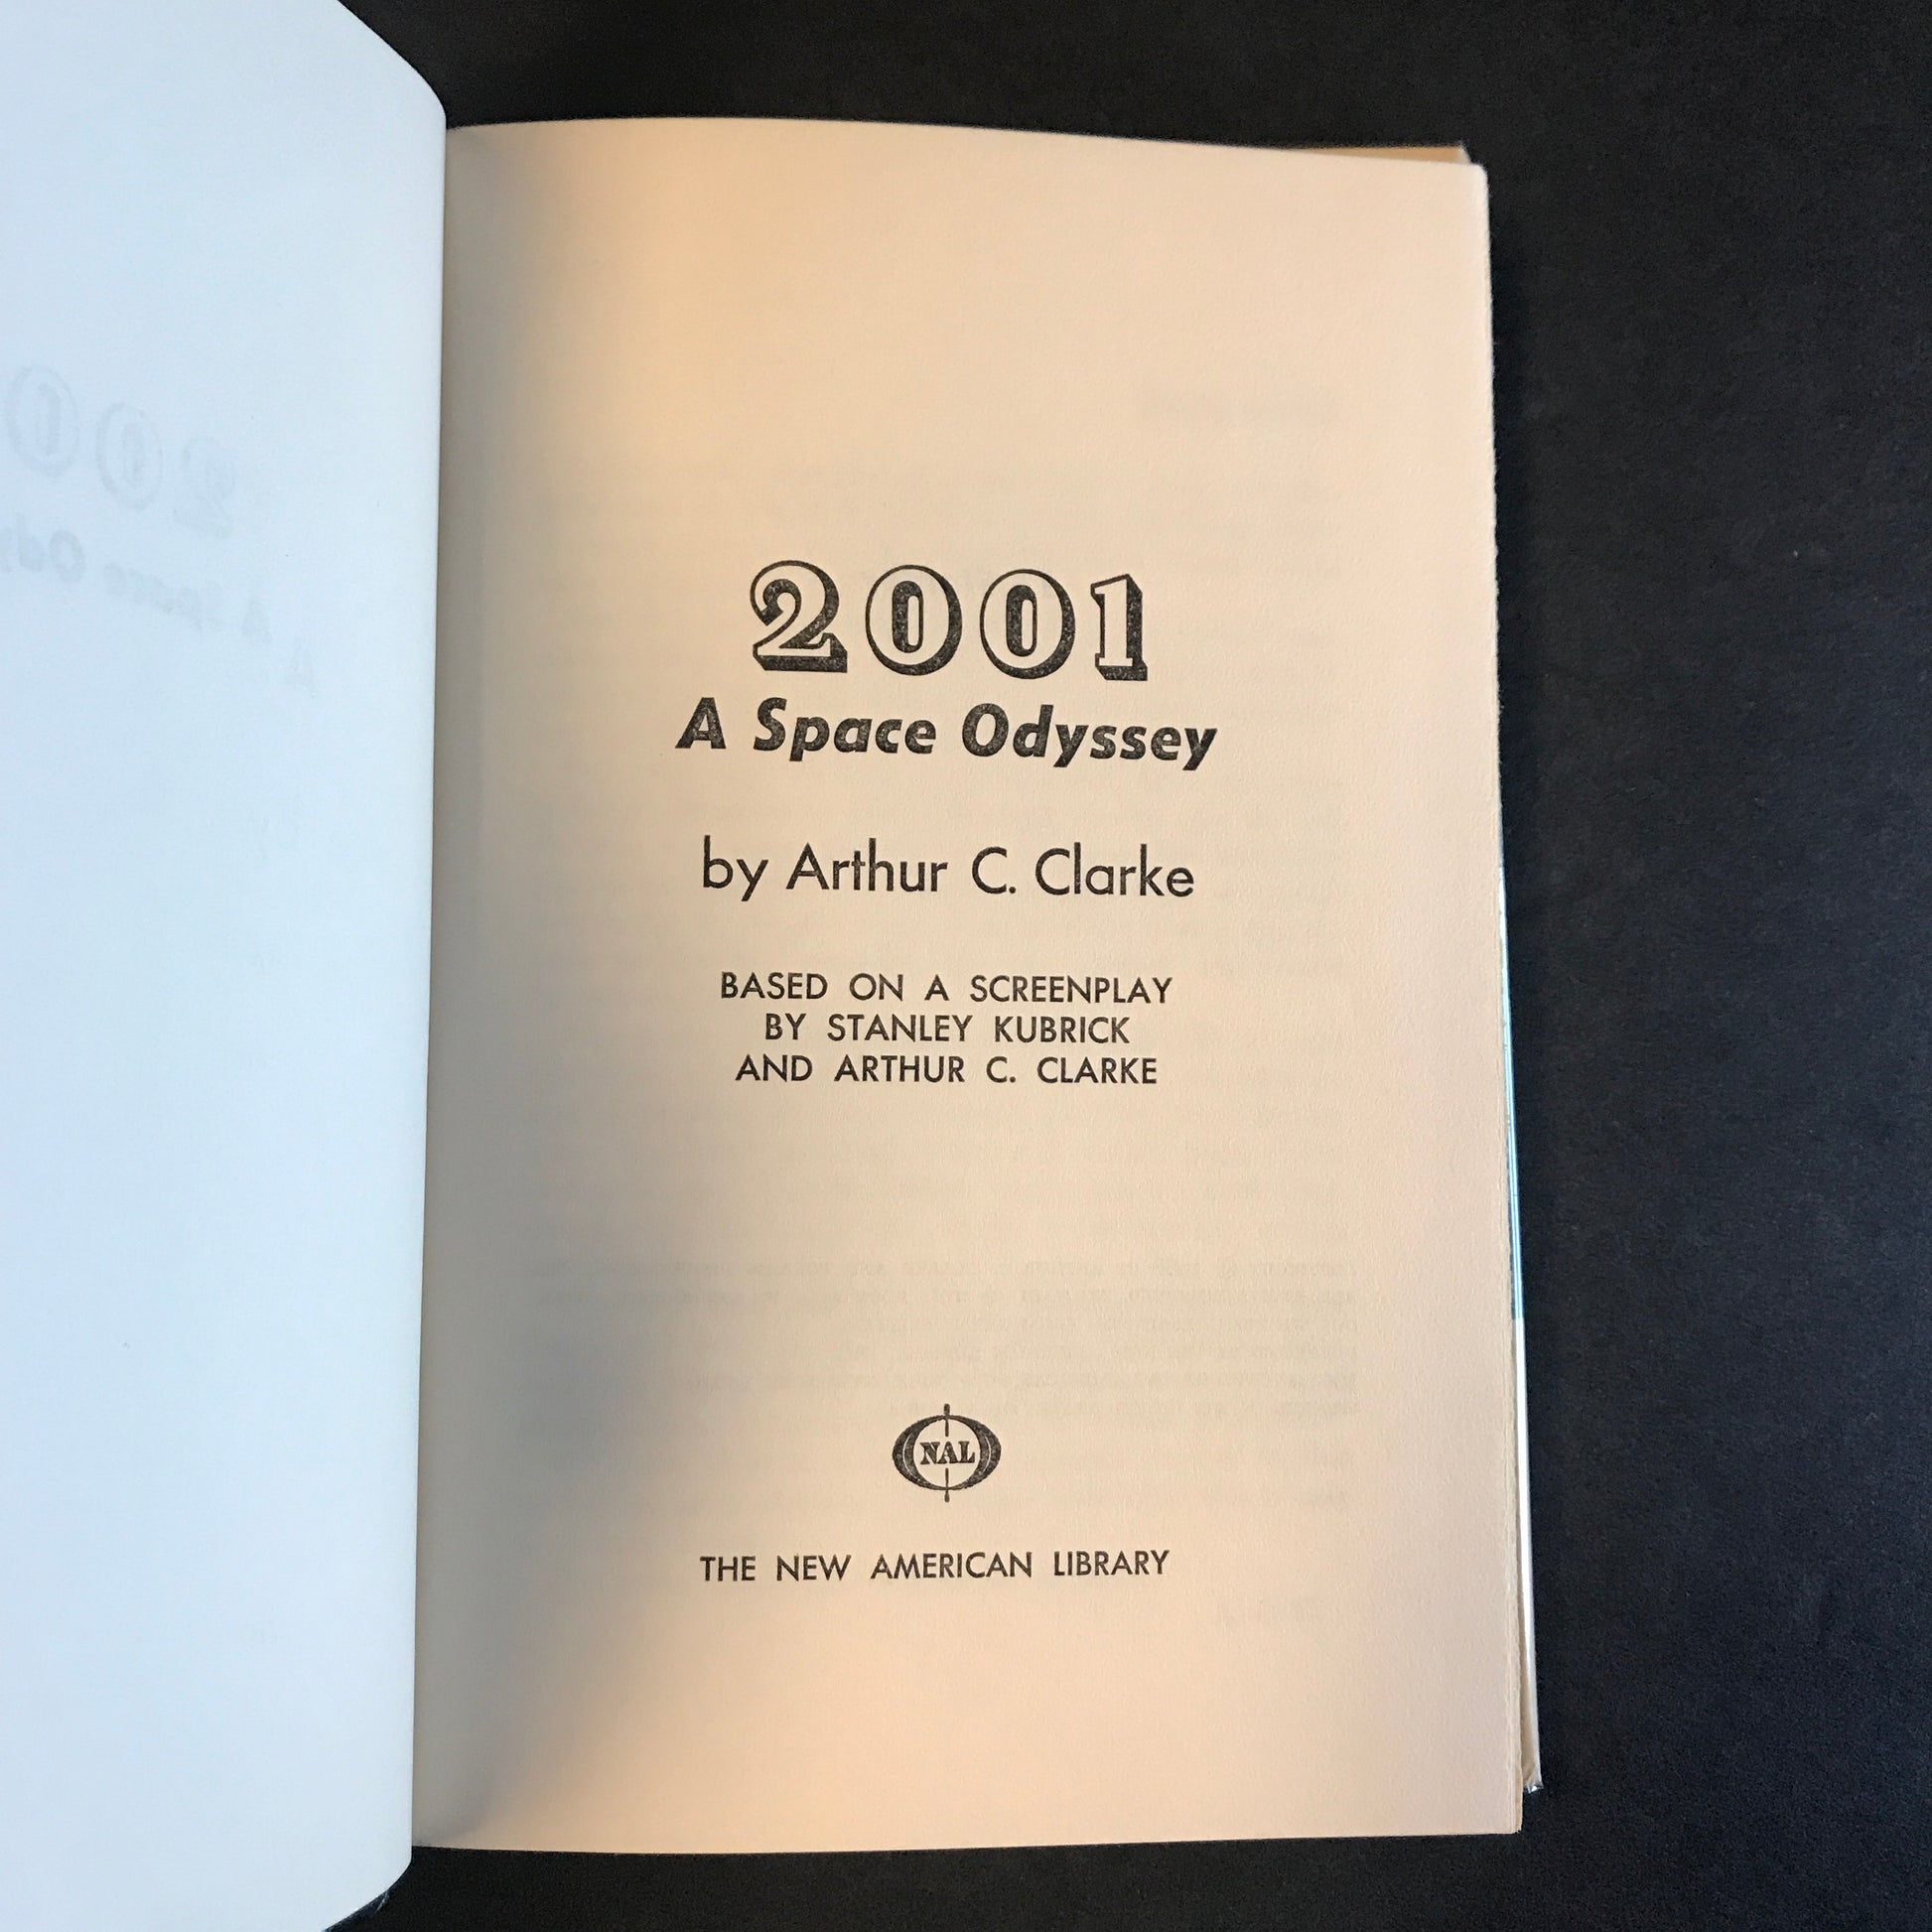 2001
A Space Odyssey
by Arthur C. Clarke
BASED ON A SCREENPLAY
BY STANLEY KUBRICK
AND ARTHUR C. CLARKE
NAL
THE NEW AMERICAN LIBRARY